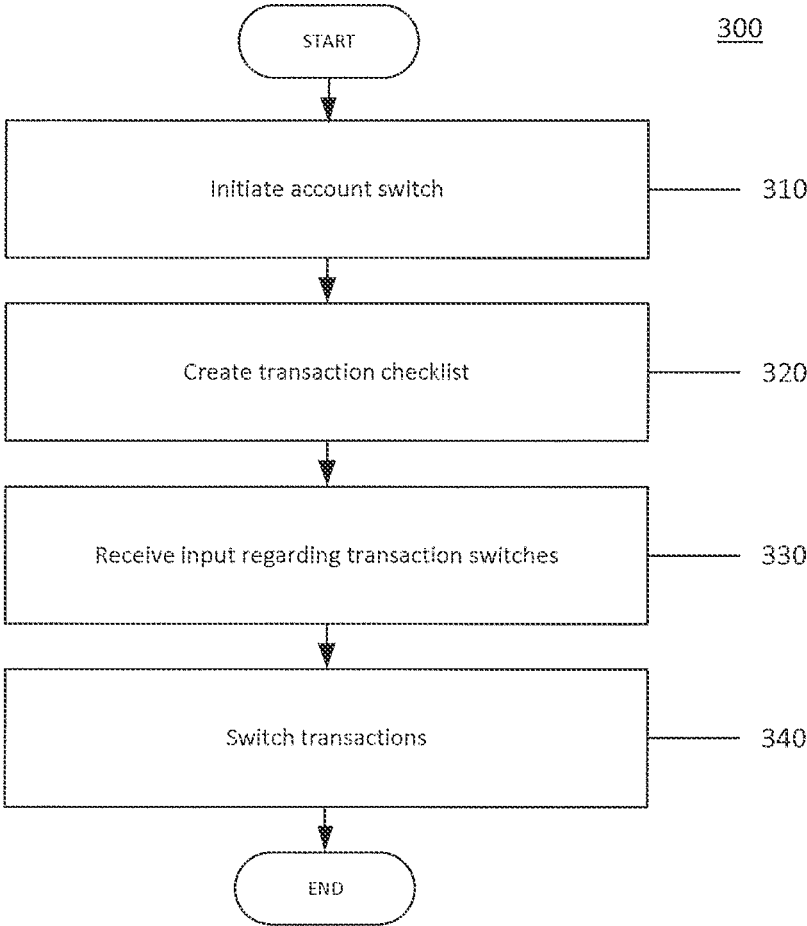 300
START
Initiate account switch
310
Create transaction checklist
320
Receive input regarding transaction switches
330
Switch transactions
340
END